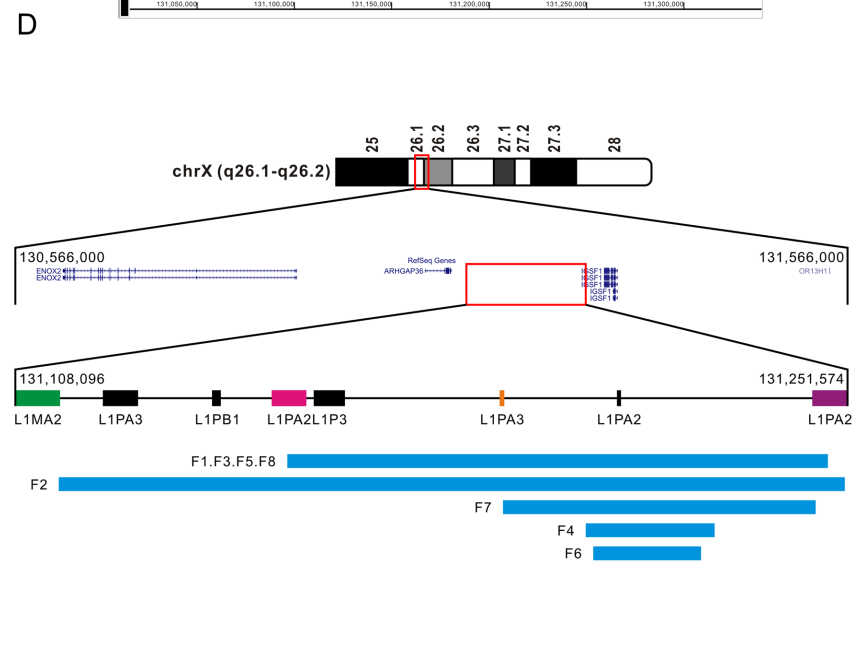 131,050,000 131,100,000 131,150,000 131,200,000 131,250,000 131,300,000
D
25 26.1 26.2 26.3 27.1 27.2 27.3 28
chrX (q26.1-q26.2)
130,566,000 131,566,000
RefSeq Genes
ENOX2 ARHGAP36 IGSF1 OR13H1
ENOX2 IGSF1
IGSF1
IGSF1
IGSF1
131,108,096 131,251,574
L1MA2 L1PA3 L1PB1 L1PA2 L1P3 L1PA3 L1PA2 L1PA2
F1.F3.F5.F8
F2
F7
F4
F6